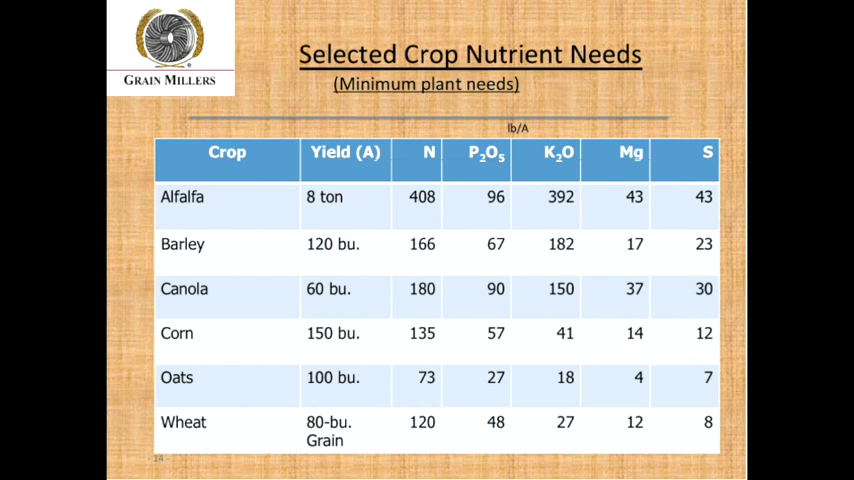 GRAIN MILLERS
Selected Crop Nutrient Needs
(Minimum plant needs)
lb/A
Crop Yield (A) N P₂O₅ K₂O Mg S
Alfalfa 8 ton 408 96 392 43 43
Barley 120 bu. 166 67 182 17 23
Canola 60 bu. 180 90 150 37 30
Corn 150 bu. 135 57 41 14 12
Oats 100 bu. 73 27 18 4 7
Wheat 80-bu. 120 48 27 12 8
Grain
- 14 -